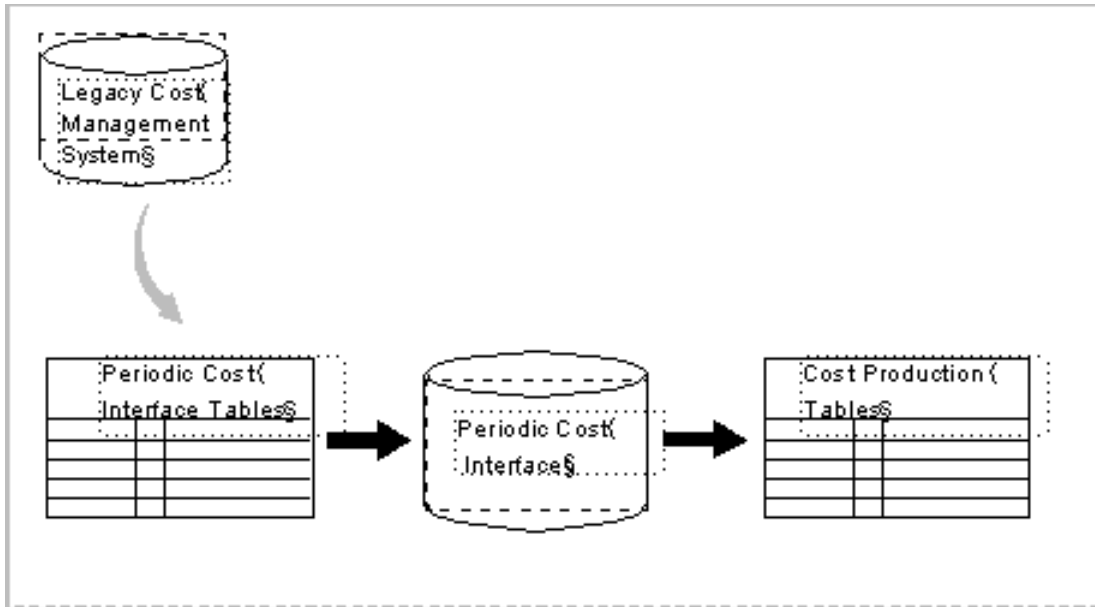 Legacy Cost(
Management
System§
Periodic Cost(
Interface Tables§
Periodic Cost(
Interface§
Cost Production (
Tables§